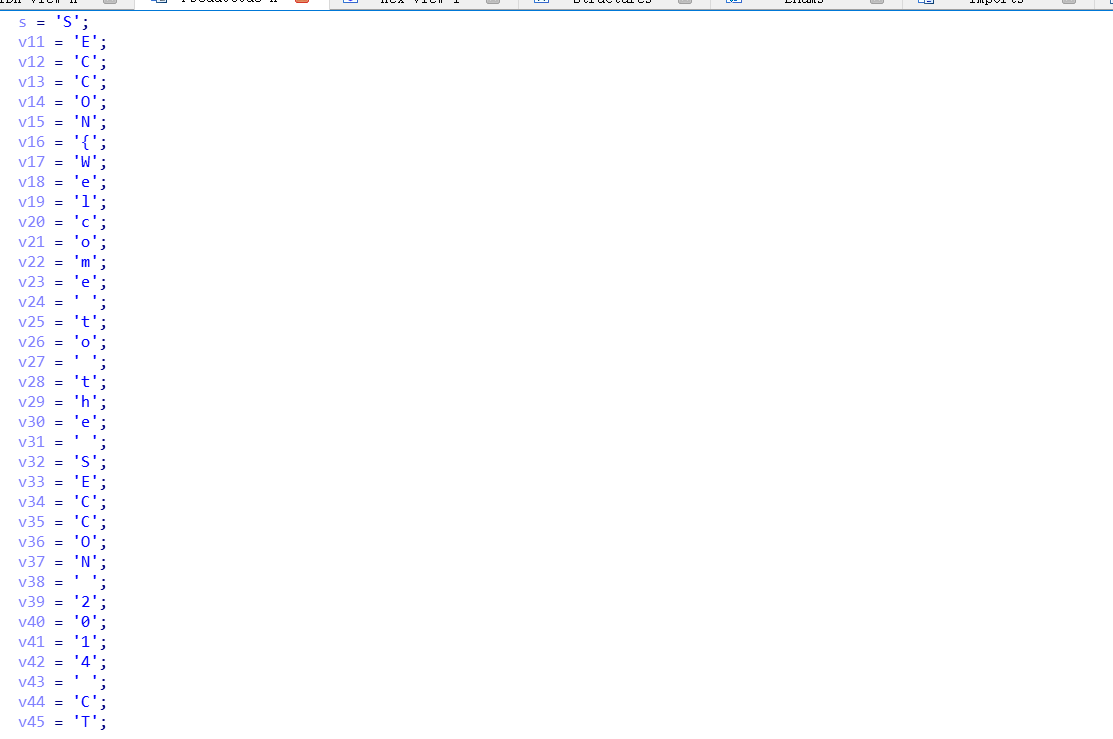 s = 'S';
v11 = 'E';
v12 = 'C';
v13 = 'C';
v14 = 'O';
v15 = 'N';
v16 = '{';
v17 = 'W';
v18 = 'e';
v19 = 'l';
v20 = 'c';
v21 = 'o';
v22 = 'm';
v23 = 'e';
v24 = ' ';
v25 = 't';
v26 = 'o';
v27 = ' ';
v28 = 't';
v29 = 'h';
v30 = 'e';
v31 = ' ';
v32 = 'S';
v33 = 'E';
v34 = 'C';
v35 = 'C';
v36 = 'O';
v37 = 'N';
v38 = ' ';
v39 = '2';
v40 = '0';
v41 = '1';
v42 = '4';
v43 = ' ';
v44 = 'C';
v45 = 'T';